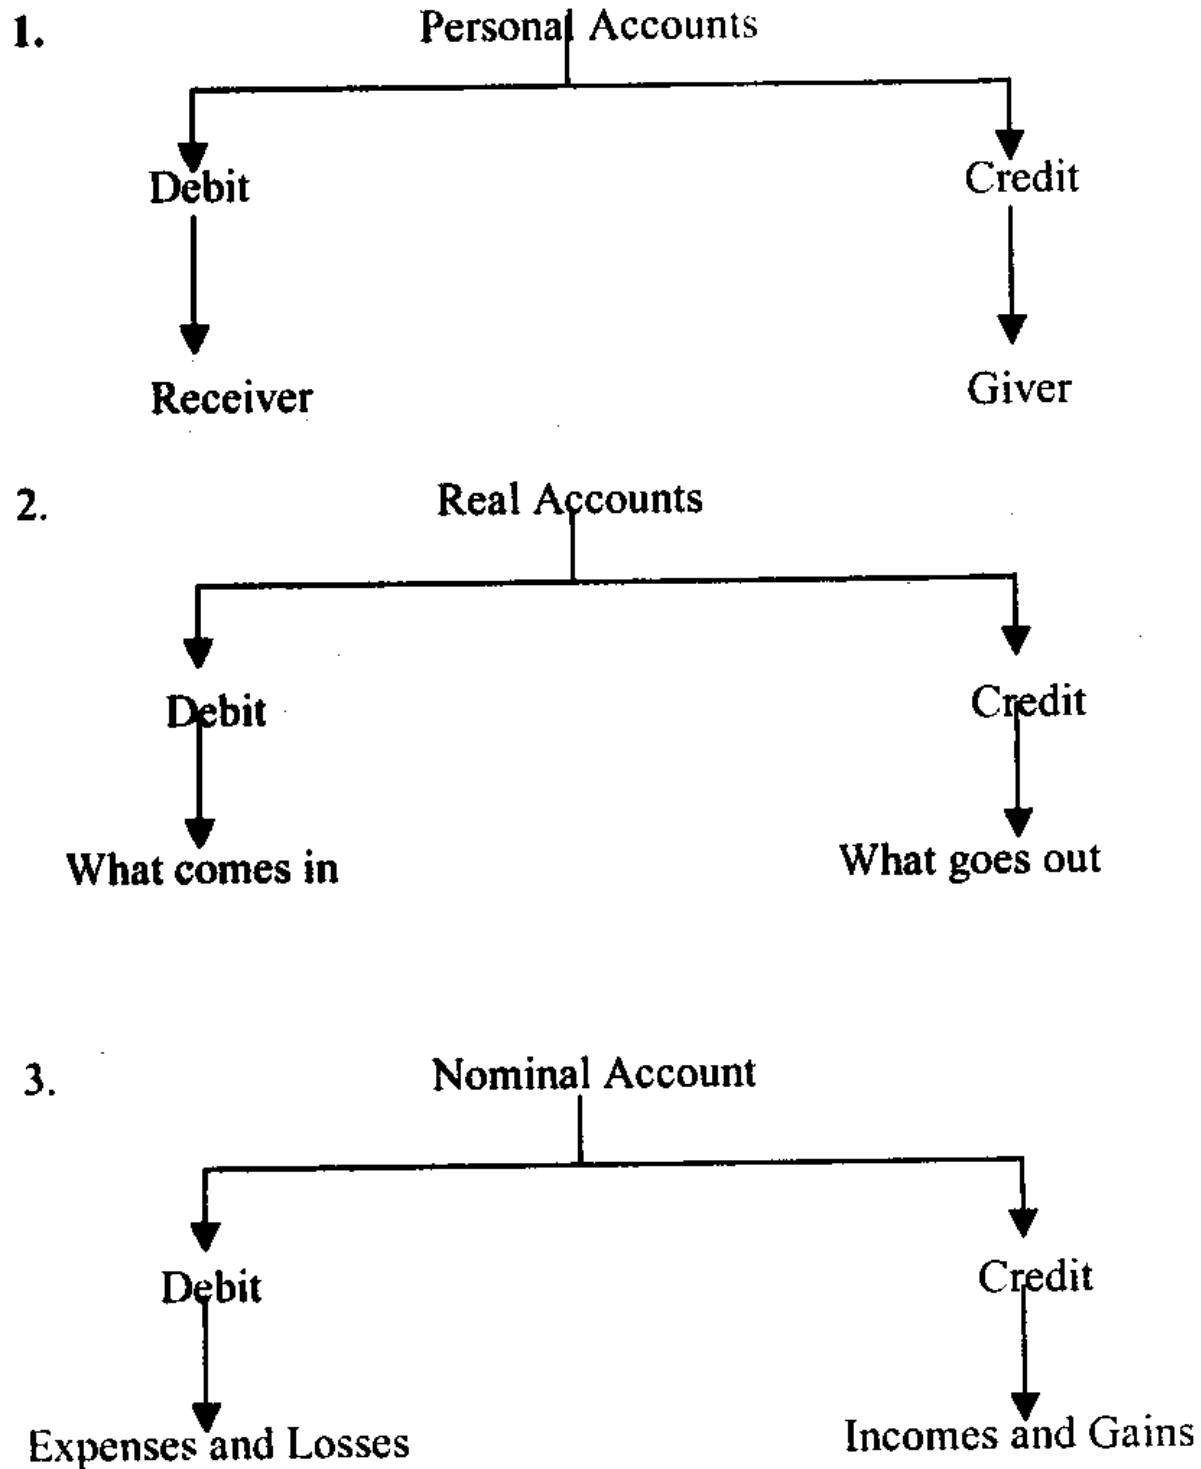 1. Personal Accounts
Debit Credit
Receiver Giver
2. Real Accounts
Debit Credit
What comes in What goes out
3. Nominal Account
Debit Credit
Expenses and Losses Incomes and Gains